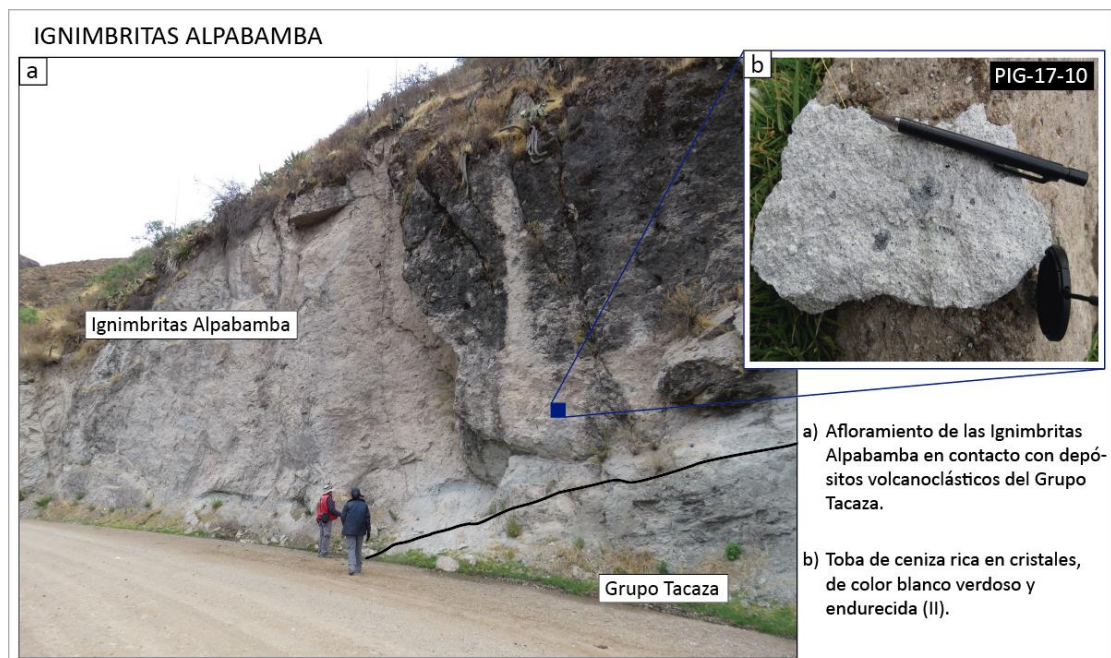 IGNIMBRITAS ALPABAMBA
a
b
PIG-17-10
Ignimbritas Alpabamba
Grupo Tacaza
a) Afloramiento de las Ignimbritas
Alpabamba en contacto con depó-
sitos volcanoclásticos del Grupo
Tacaza.
b) Toba de ceniza rica en cristales,
de color blanco verdoso y
endurecida (II).